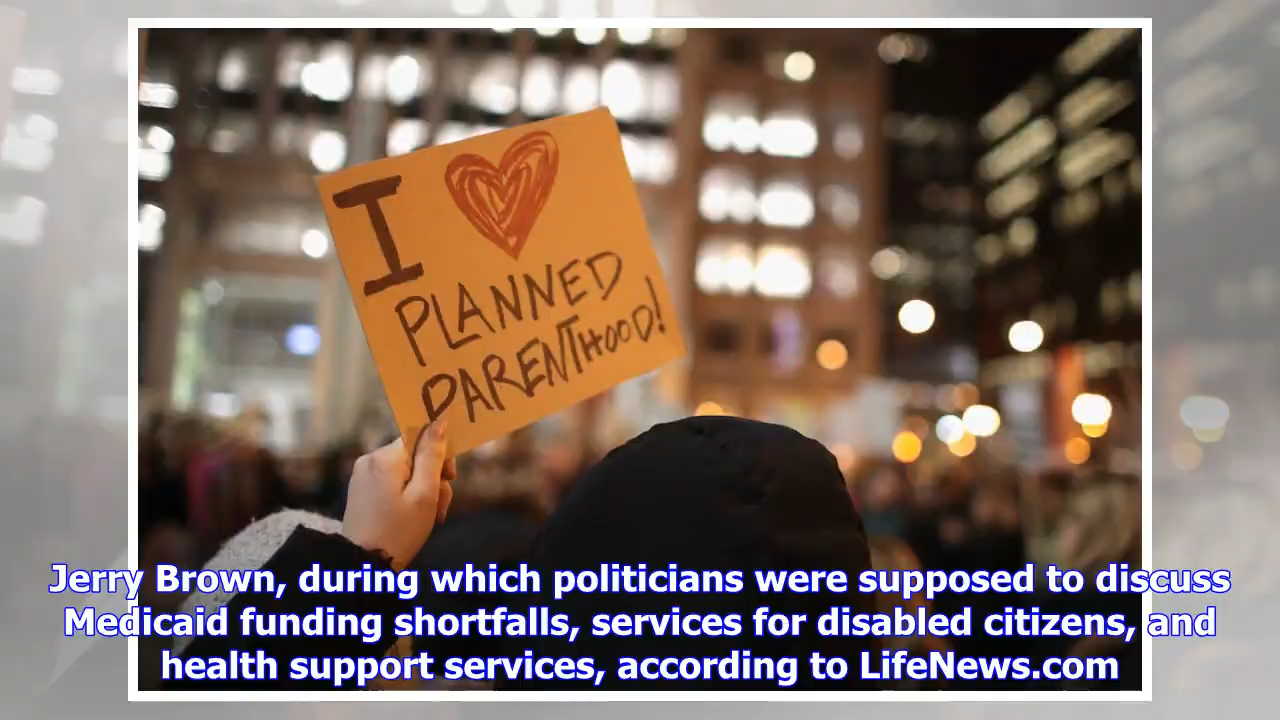 I
PLANNED
PARENTHOOD!
Jerry Brown, during which politicians were supposed to discuss
Medicaid funding shortfalls, services for disabled citizens, and
health support services, according to LifeNews.com